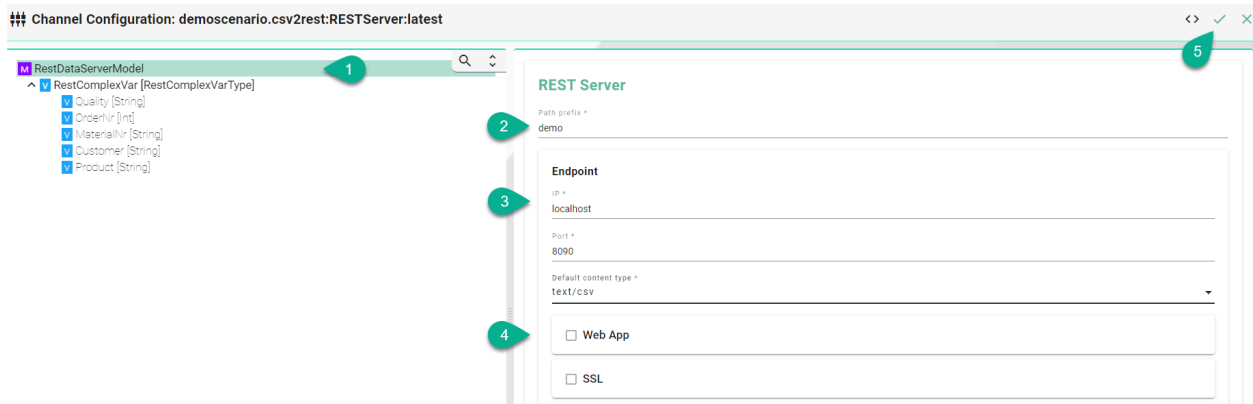 Channel Configuration: demoscenario.csv2rest:RESTServer:latest
<>
5
M RestDataServerModel
1
V RestComplexVar [RestComplexVarType]
V Quality [String]
V OrderNr [Int]
V MaterialNr [String]
V Customer [String]
V Product [String]
REST Server
Path prefix *
2
demo
Endpoint
IP *
3
localhost
Port *
8090
Default content type *
text/csv
4
Web App
SSL